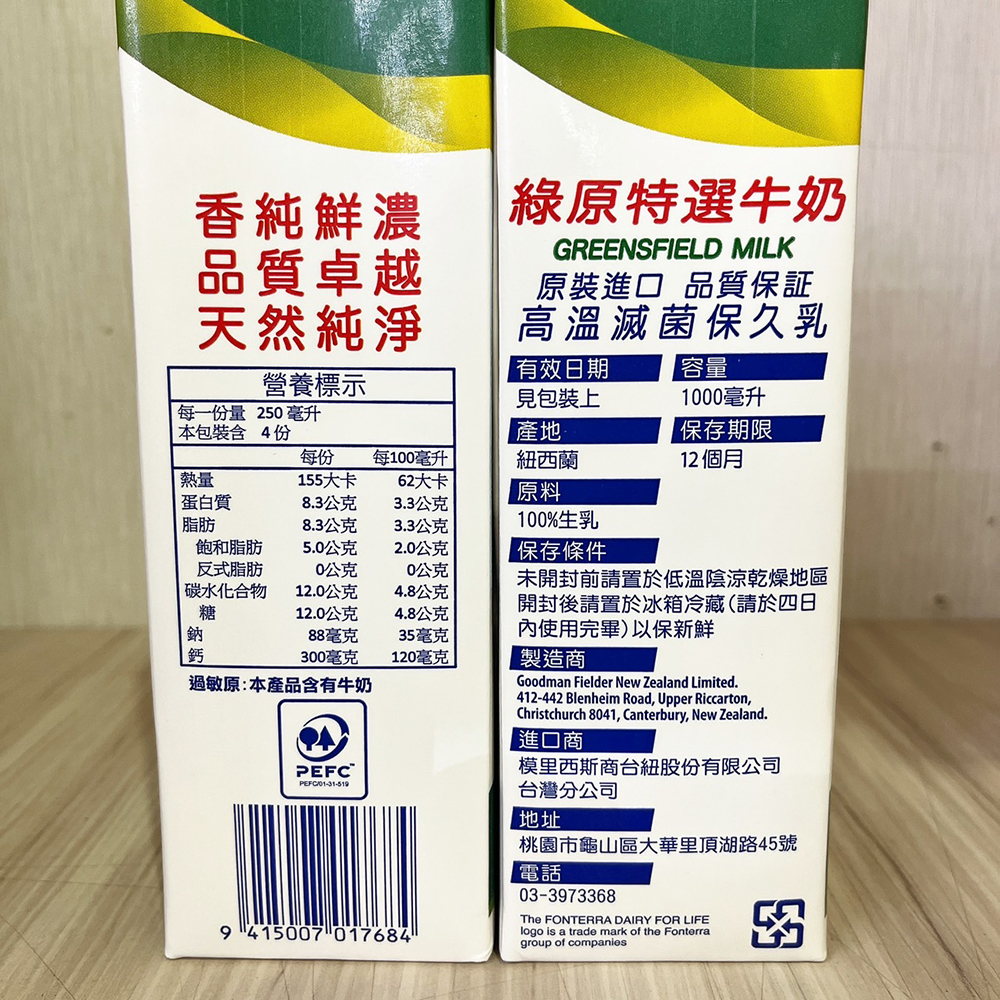 香純鮮濃
品質卓越
天然純淨
營養標示
每一份量 250 毫升
本包裝含 4 份
每份 每100毫升
熱量 155大卡 62大卡
蛋白質 8.3公克 3.3公克
脂肪 8.3公克 3.3公克
飽和脂肪 5.0公克 2.0公克
反式脂肪 0公克 0公克
碳水化合物 12.0公克 4.8公克
糖 12.0公克 4.8公克
鈉 88毫克 35毫克
鈣 300毫克 120毫克
過敏原:本產品含有牛奶
PEFC™
PEFC/01-31-519
9 415007 017684
綠原特選牛奶
GREENSFIELD MILK
原裝進口 品質保証
高溫滅菌保久乳
有效日期 容量
見包裝上 1000毫升
產地 保存期限
紐西蘭 12個月
原料
100%生乳
保存條件
未開封前請置於低溫陰涼乾燥地區
開封後請置於冰箱冷藏(請於四日
內使用完畢)以保新鮮
製造商
Goodman Fielder New Zealand Limited.
412-442 Blenheim Road, Upper Riccarton,
Christchurch 8041, Canterbury, New Zealand.
進口商
模里西斯商台紐股份有限公司
台灣分公司
地址
桃園市龜山區大華里頂湖路45號
電話
03-3973368
The FONTERRA DAIRY FOR LIFE
logo is a trade mark of the Fonterra
group of companies